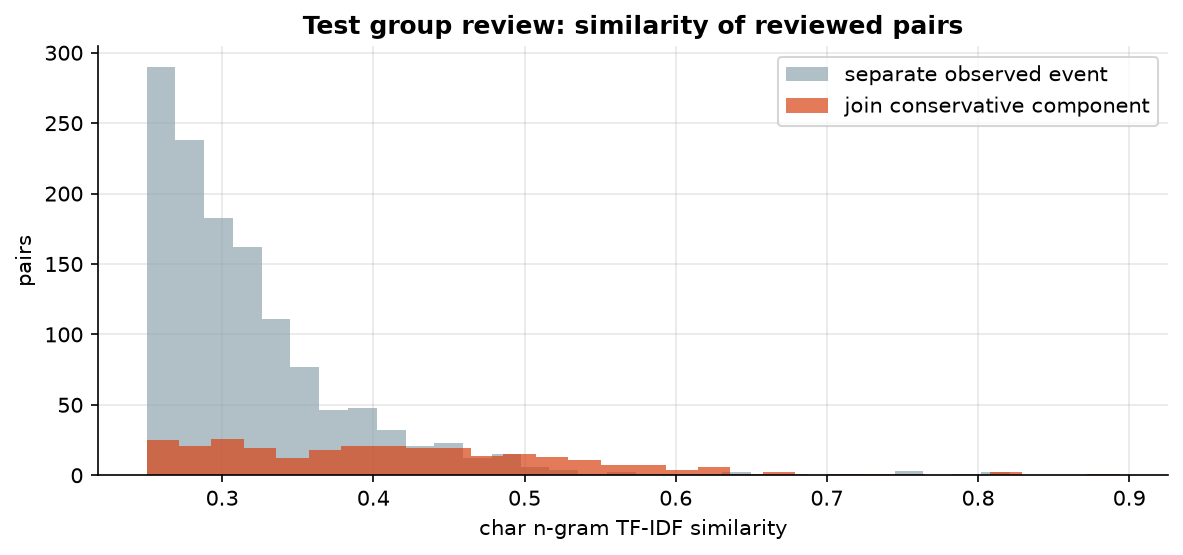 Test group review: similarity of reviewed pairs
separate observed event
join conservative component
pairs
300
250
200
150
100
50
0
0.3 0.4 0.5 0.6 0.7 0.8 0.9
char n-gram TF-IDF similarity